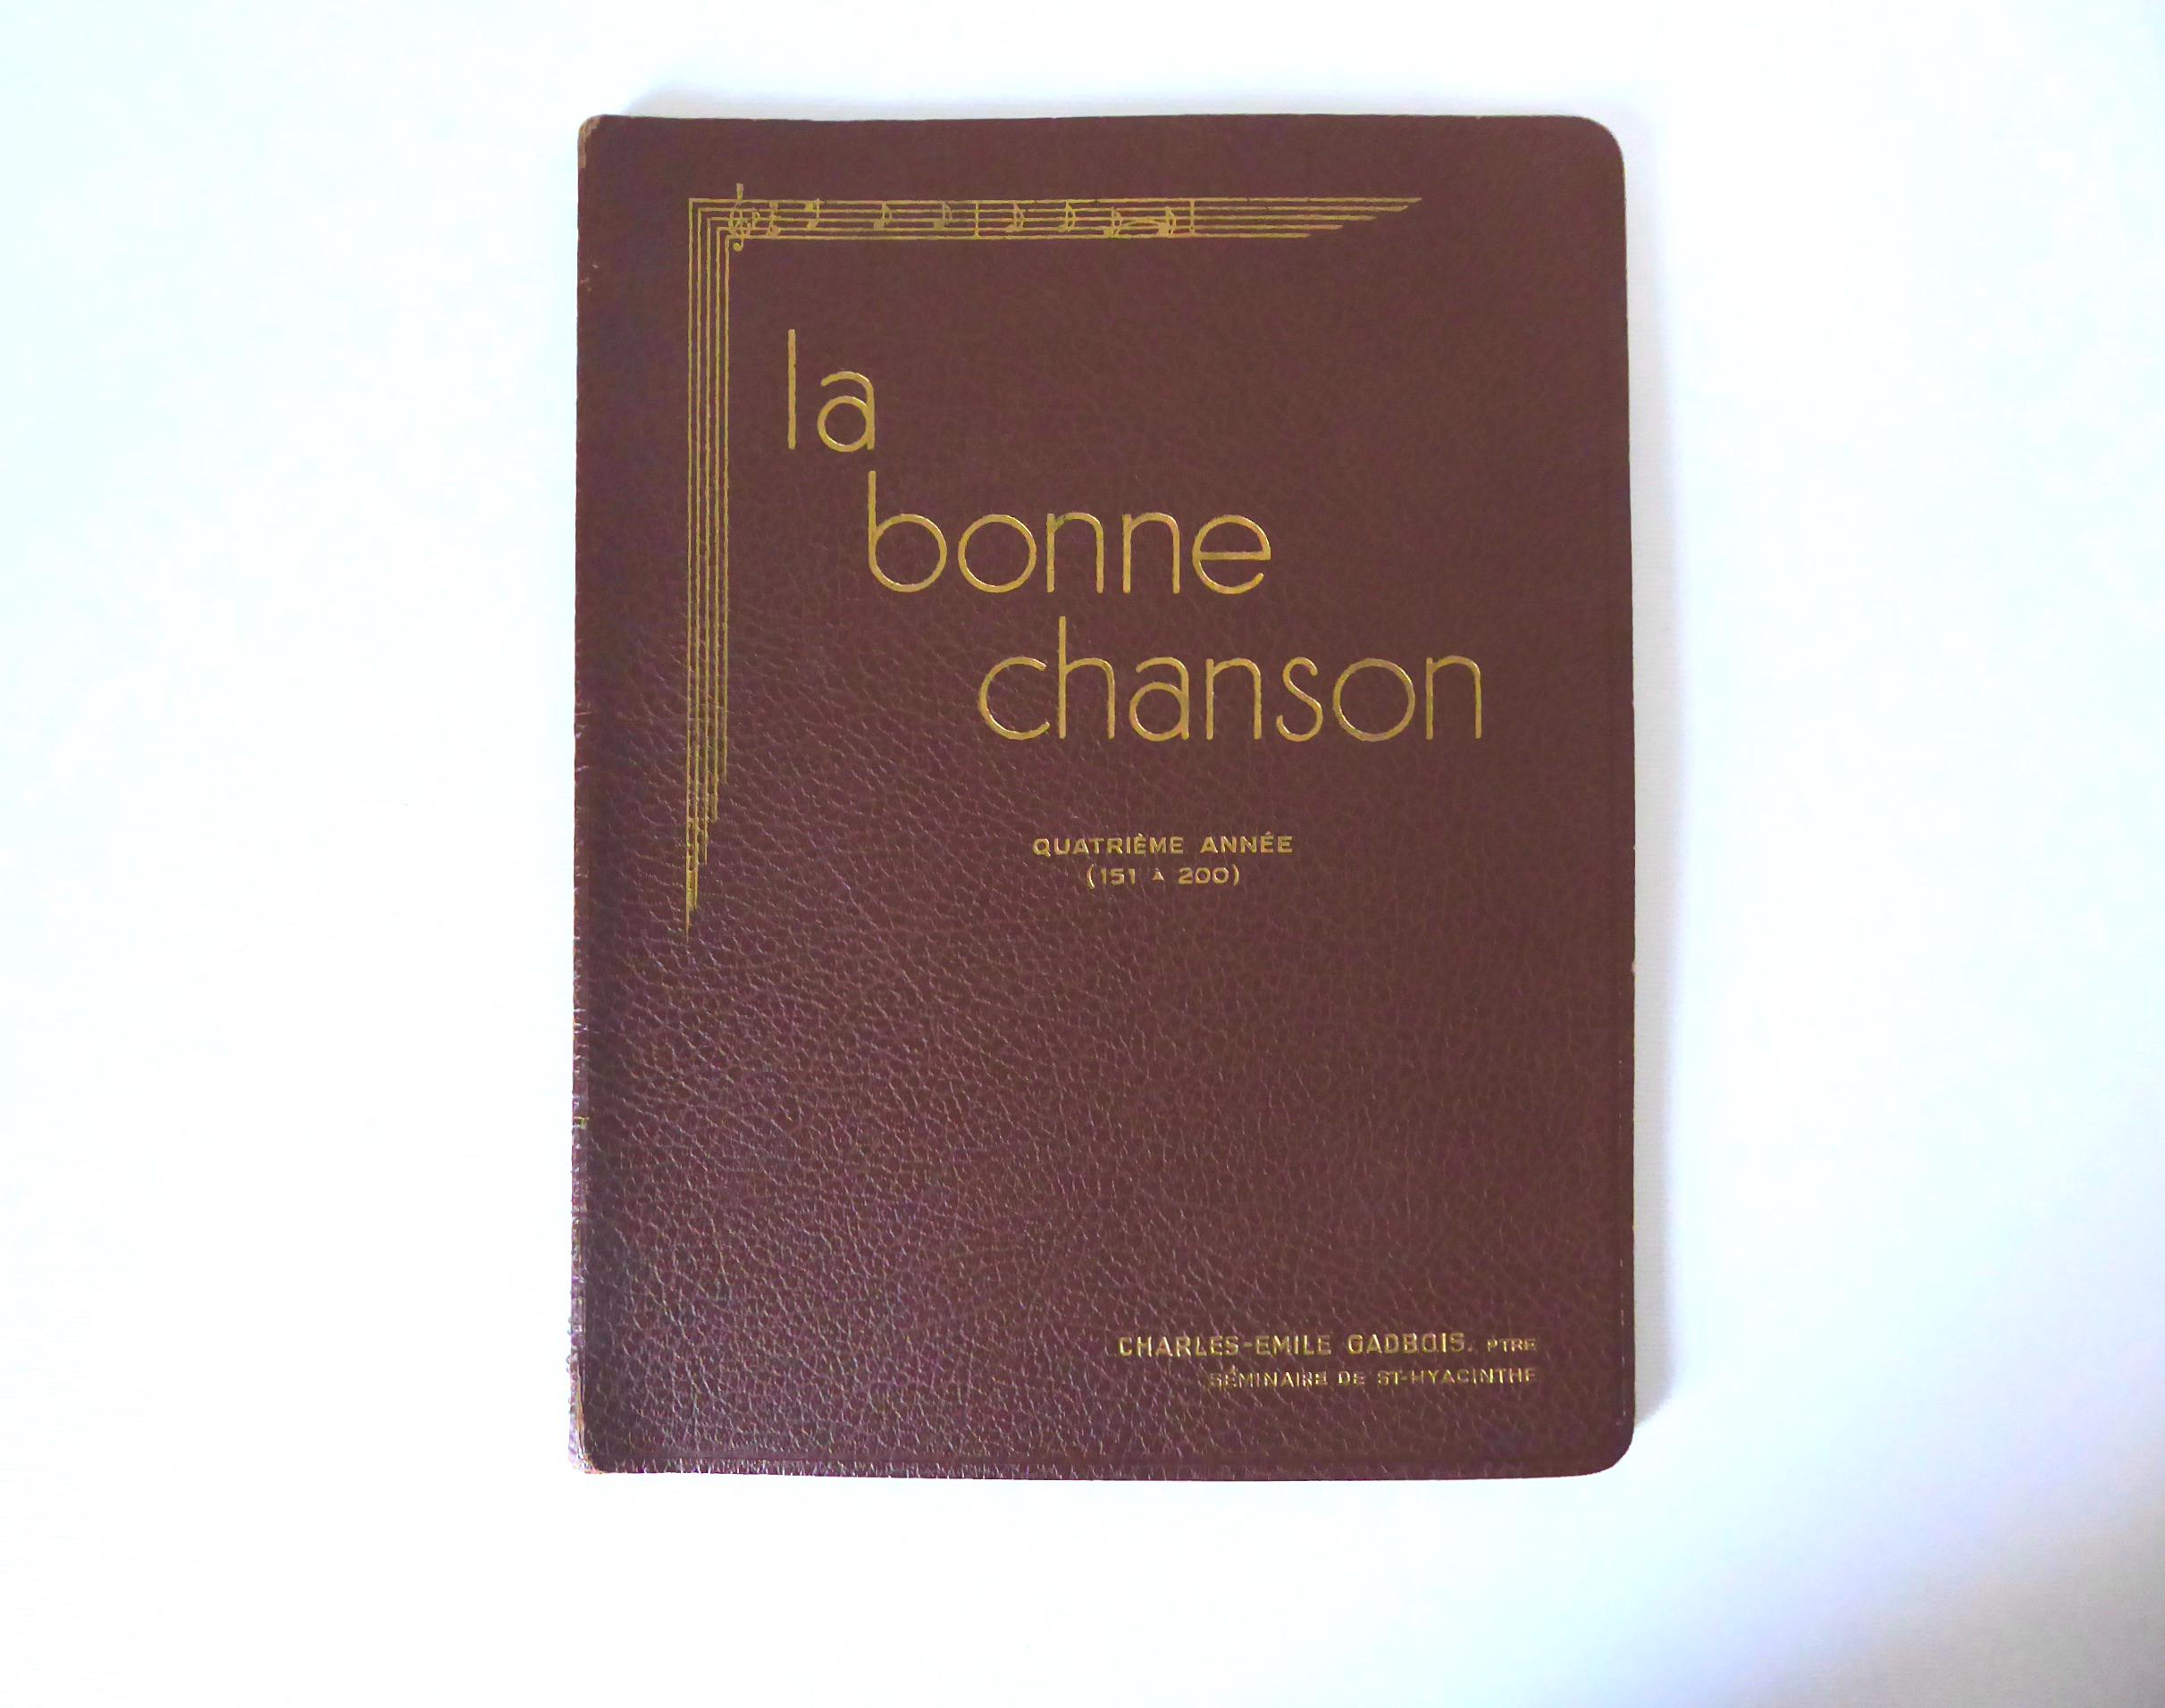 la
bonne
chanson
QUATRIÈME ANNÉE
(151 À 200)
CHARLES-EMILE GADBOIS, PTRE
SÉMINAIRE DE ST-HYACINTHE